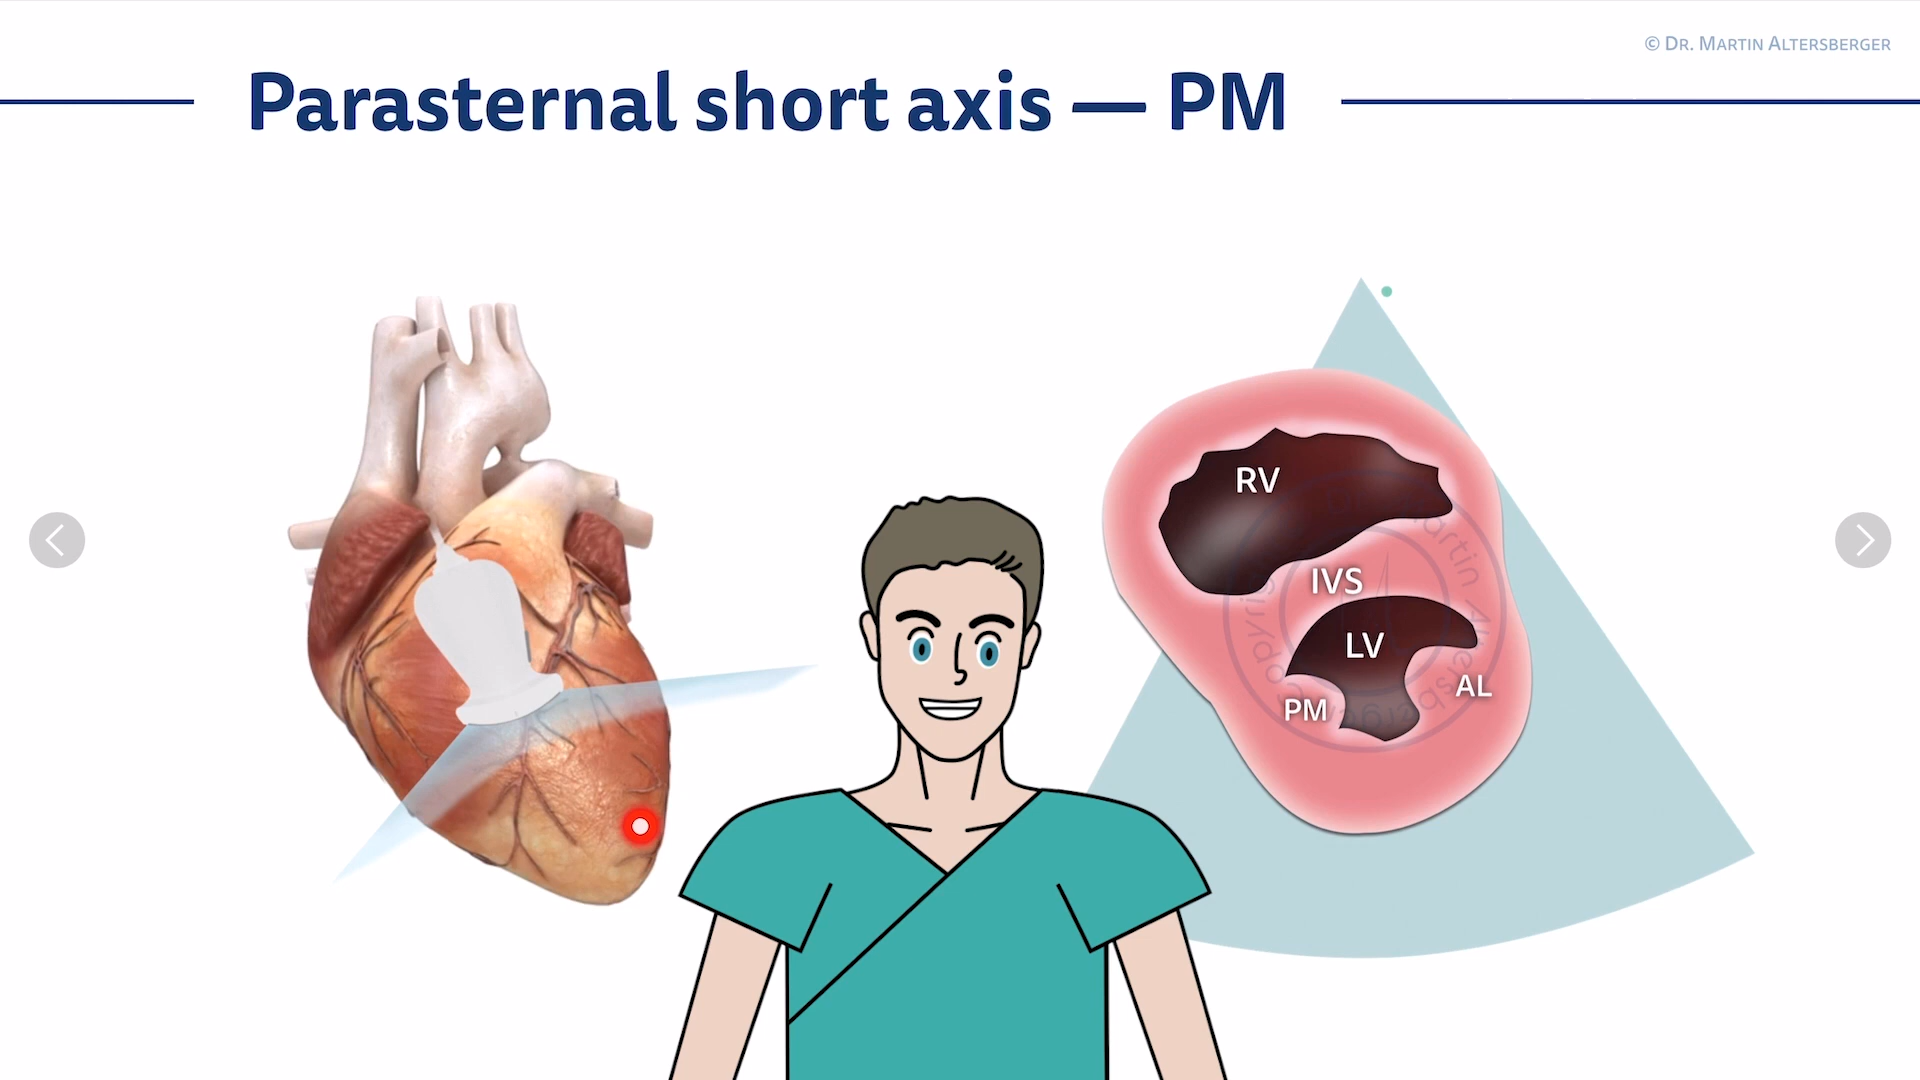 © DR. MARTIN ALTERSBERGER
Parasternal short axis — PM
RV
IVS
LV
AL
PM